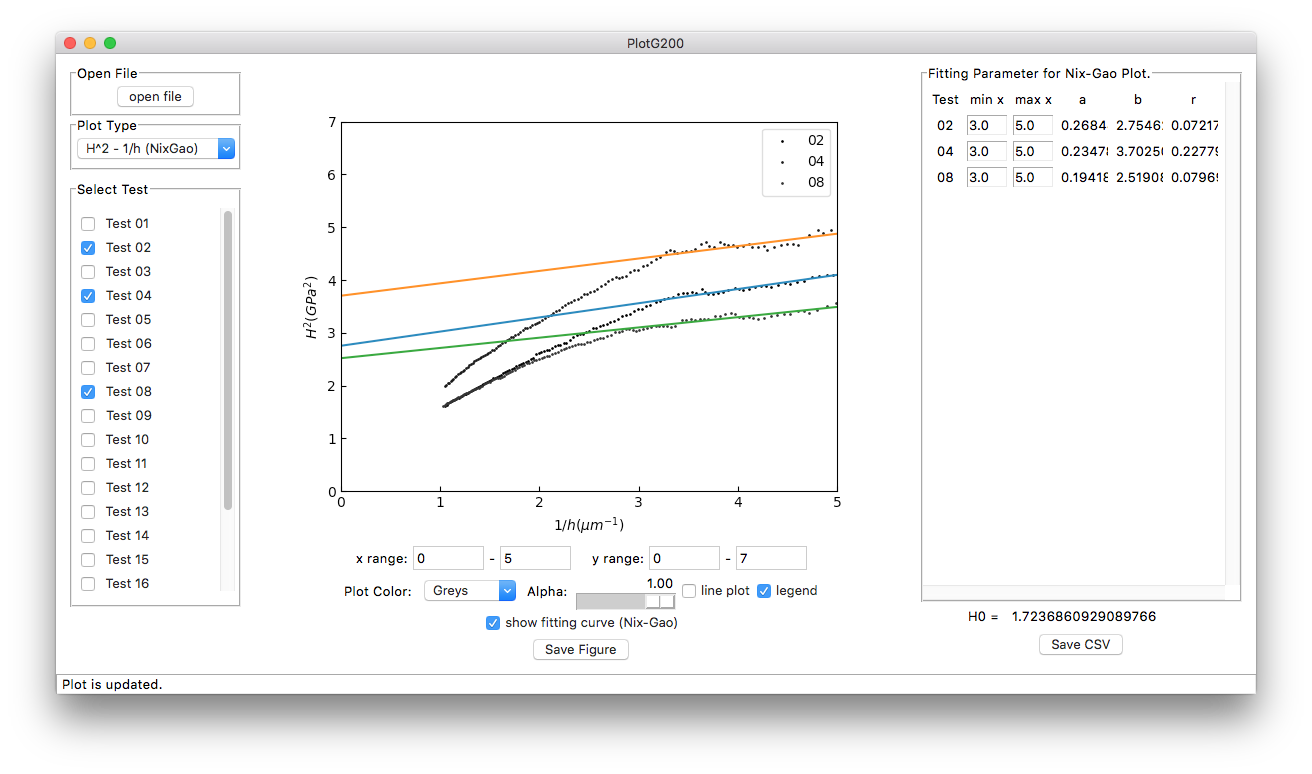 PlotG200
Open File
open file
Plot Type
H^2 - 1/h (NixGao)
Select Test
Test 01
Test 02
Test 03
Test 04
Test 05
Test 06
Test 07
Test 08
Test 09
Test 10
Test 11
Test 12
Test 13
Test 14
Test 15
Test 16
7
6
5
4
3
2
1
0
H²(GPa²)
02
04
08
0 1 2 3 4 5
1/h(μm⁻¹)
x range: 0 - 5 y range: 0 - 7
Plot Color: Greys Alpha: 1.00 line plot legend
show fitting curve (Nix-Gao)
Save Figure
Fitting Parameter for Nix-Gao Plot.
Test min x max x a b r
02 3.0 5.0 0.2684 2.7546 0.07217
04 3.0 5.0 0.2347 3.7025 0.2277
08 3.0 5.0 0.19418 2.51908 0.0796
H0 = 1.7236860929089766
Save CSV
Plot is updated.